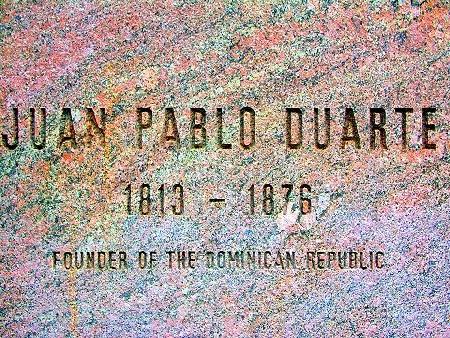 JUAN PABLO DUARTE
1813 - 1876
FOUNDER OF THE DOMINICAN REPUBLIC